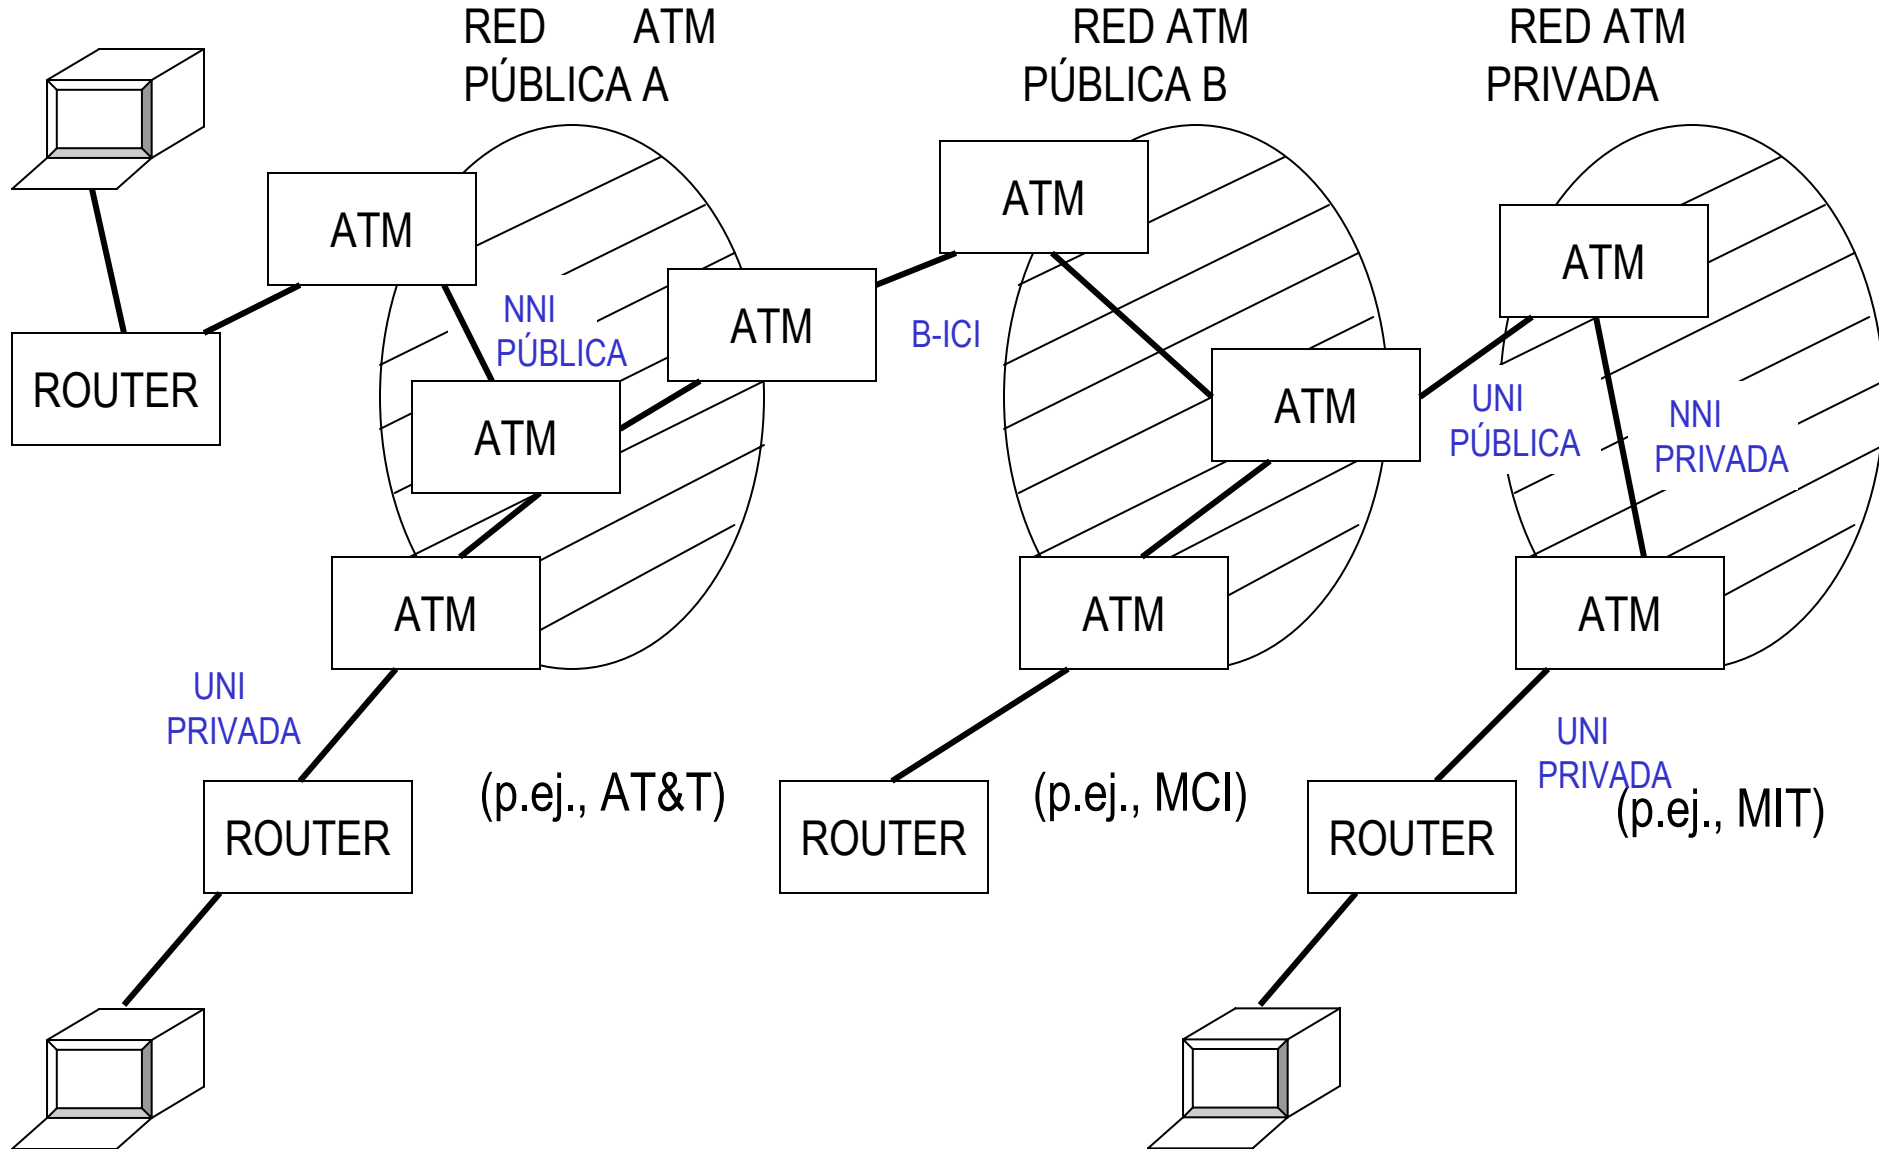 RED ATM
PÚBLICA A
RED ATM
PÚBLICA B
RED ATM
PRIVADA
ATM
ATM
ATM
ATM
NNI
PÚBLICA
ATM
B-ICI
ROUTER
ATM
ATM
UNI
PÚBLICA
NNI
PRIVADA
ATM
ATM
ATM
UNI
PRIVADA
UNI
PRIVADA
(p.ej., AT&T)
(p.ej., MCI)
(p.ej., MIT)
ROUTER
ROUTER
ROUTER